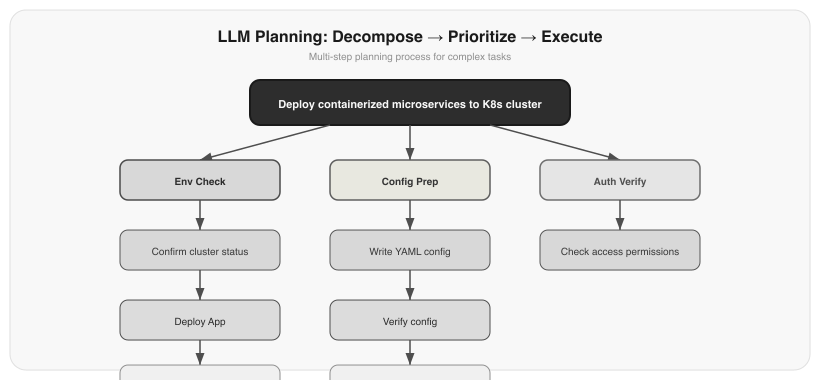 LLM Planning: Decompose → Prioritize → Execute
Multi-step planning process for complex tasks
Deploy containerized microservices to K8s cluster
Env Check
Config Prep
Auth Verify
Confirm cluster status
Write YAML config
Check access permissions
Deploy App
Verify config